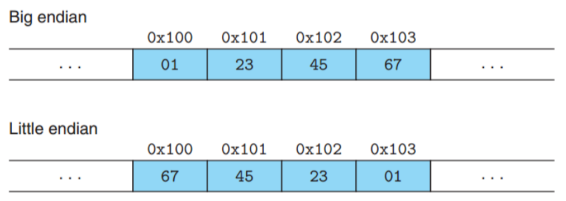 Big endian
0x100 0x101 0x102 0x103
... 01 23 45 67 ...
Little endian
0x100 0x101 0x102 0x103
... 67 45 23 01 ...